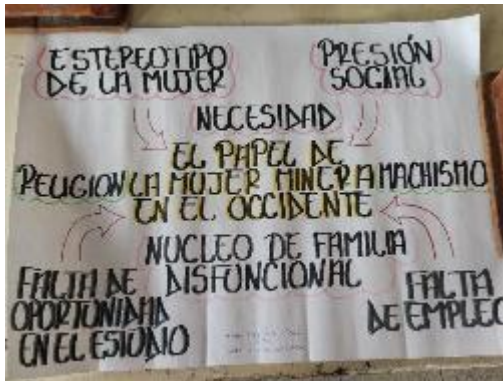 ESTEREOTIPO
DE LA MUJER
PRESIÓN
SOCIAL
NECESIDAD
EL PAPEL DE
RELIGION LA MUJER MINERA MACHISMO
EN EL OCCIDENTE
NUCLEO DE FAMILIA
DISFUNCIONAL
FALTA DE
OPORTUNIDAD
EN EL ESTUDIO
FALTA
DE EMPLEO